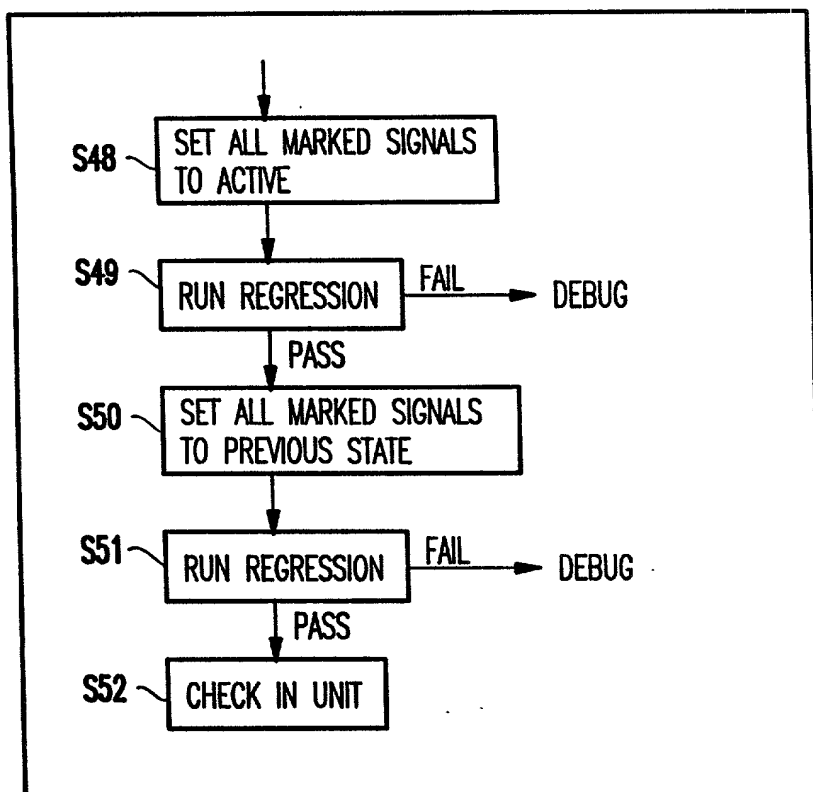 S48
SET ALL MARKED SIGNALS
TO ACTIVE
S49
RUN REGRESSION
FAIL
DEBUG
PASS
S50
SET ALL MARKED SIGNALS
TO PREVIOUS STATE
S51
RUN REGRESSION
FAIL
DEBUG
PASS
S52
CHECK IN UNIT